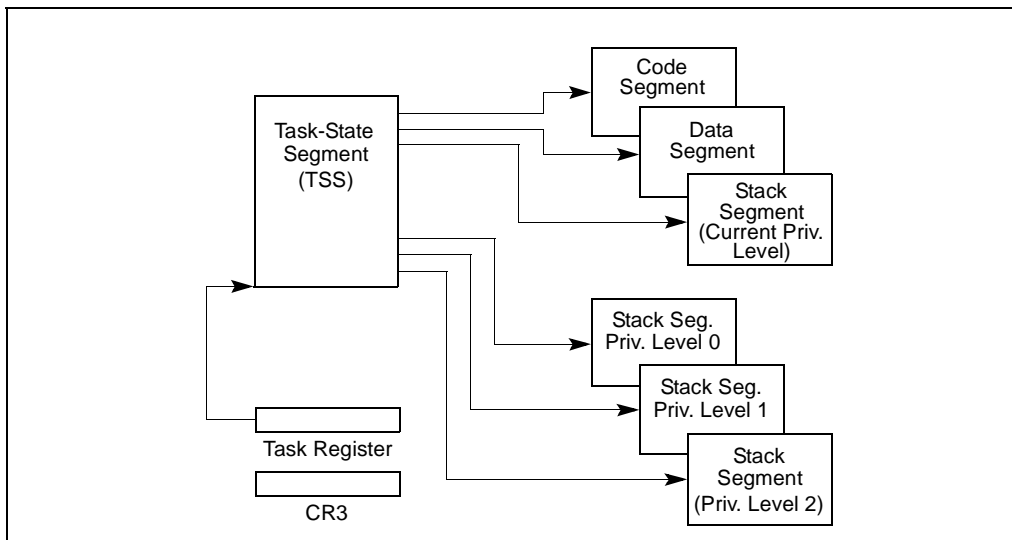 Code
Segment
Task-State
Segment
(TSS)
Data
Segment
Stack
Segment
(Current Priv.
Level)
Stack Seg.
Priv. Level 0
Stack Seg.
Priv. Level 1
Task Register
Stack
Segment
(Priv. Level 2)
CR3